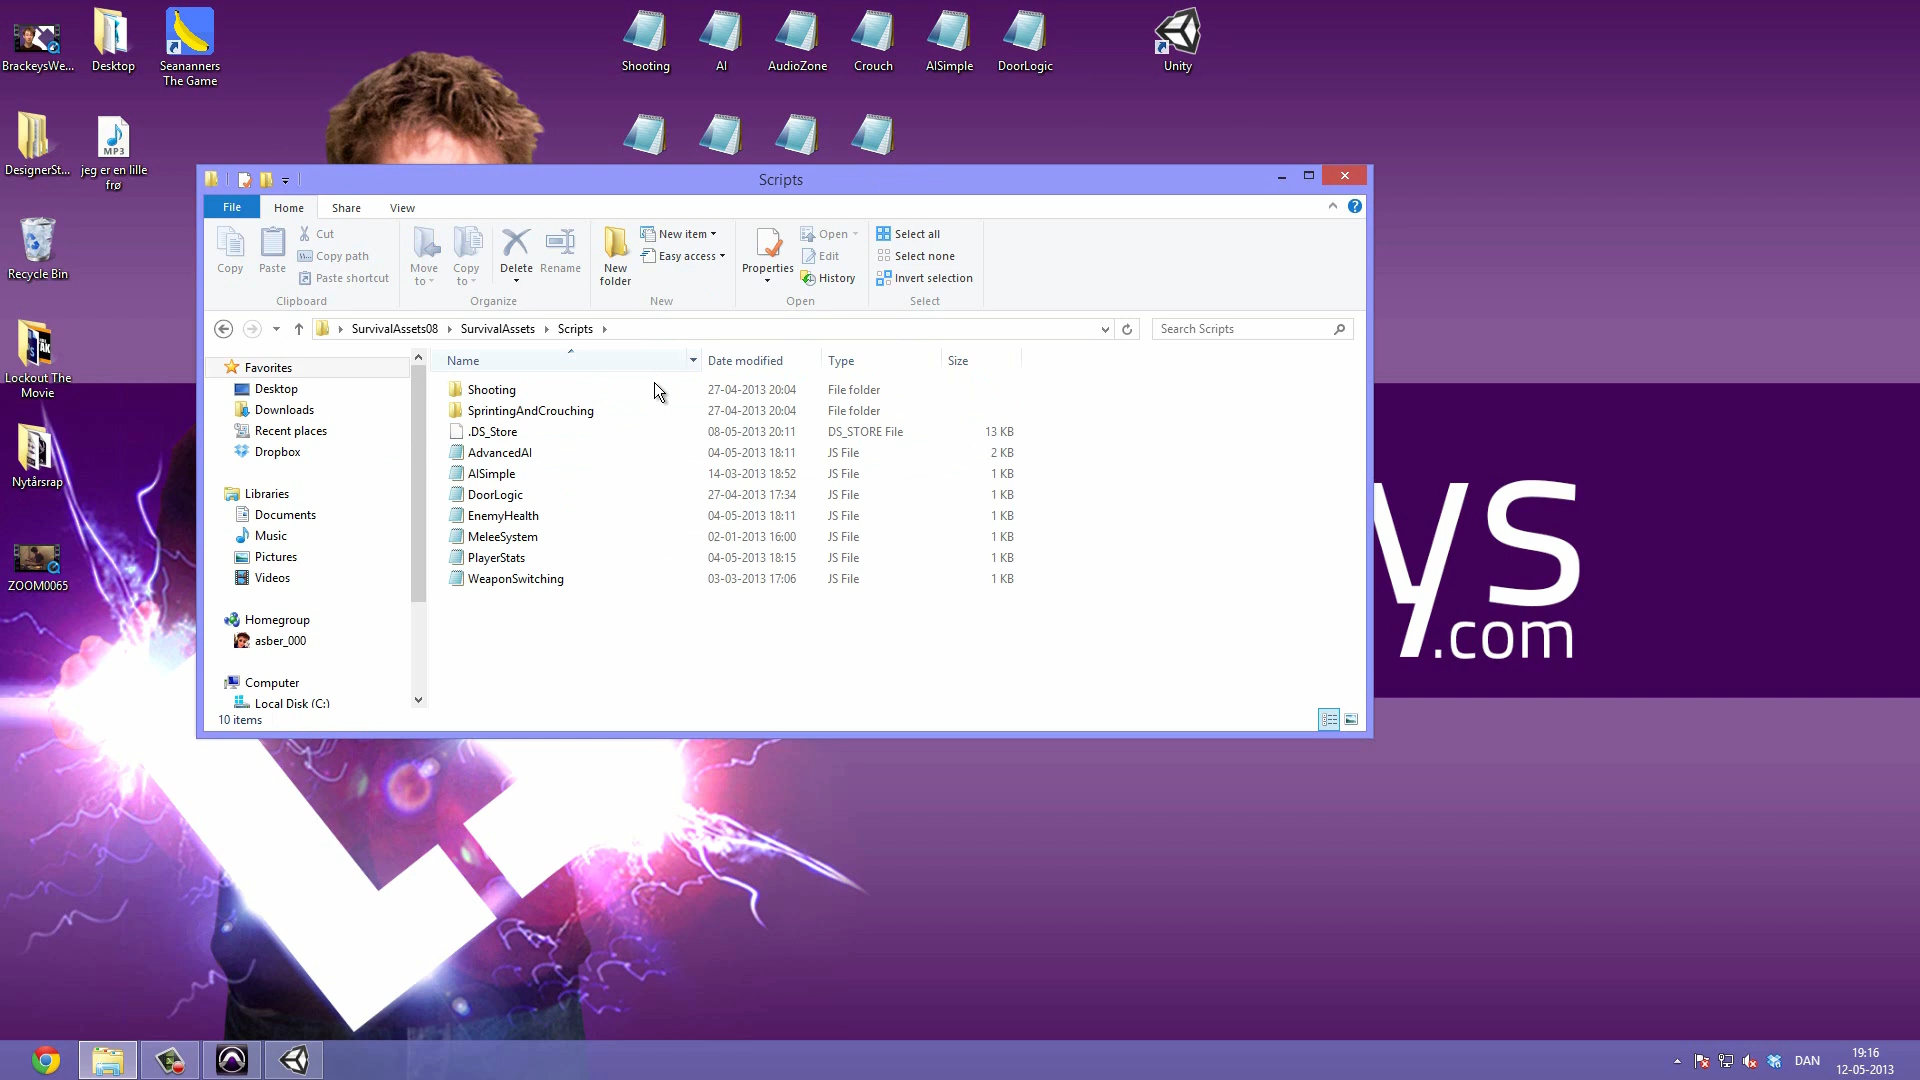 BrackeysWe...
Desktop
Seananners
The Game
Shooting
AI
AudioZone
Crouch
AISimple
DoorLogic
Unity
DesignerSt...
MP3
jeg er en lille
frø
Recycle Bin
Lockout The
Movie
Nytårsrap
ZOOM0065
Scripts
File
Home
Share
View
Copy
Paste
Cut
Copy path
Paste shortcut
Clipboard
Move
to
Copy
to
Delete
Rename
Organize
New
folder
New item
Easy access
New
Properties
Open
Edit
History
Open
Select all
Select none
Invert selection
Select
SurvivalAssets08
SurvivalAssets
Scripts
Search Scripts
Favorites
Desktop
Downloads
Recent places
Dropbox
Libraries
Documents
Music
Pictures
Videos
Homegroup
asber_000
Computer
Local Disk (C:)
Name Date modified Type Size
Shooting 27-04-2013 20:04 File folder
SprintingAndCrouching 27-04-2013 20:04 File folder
.DS_Store 08-05-2013 20:11 DS_STORE File 13 KB
AdvancedAI 04-05-2013 18:11 JS File 2 KB
AISimple 14-03-2013 18:52 JS File 1 KB
DoorLogic 27-04-2013 17:34 JS File 1 KB
EnemyHealth 04-05-2013 18:11 JS File 1 KB
MeleeSystem 02-01-2013 16:00 JS File 1 KB
PlayerStats 04-05-2013 18:15 JS File 1 KB
WeaponSwitching 03-03-2013 17:06 JS File 1 KB
10 items
ys
.com
DAN
19:16
12-05-2013